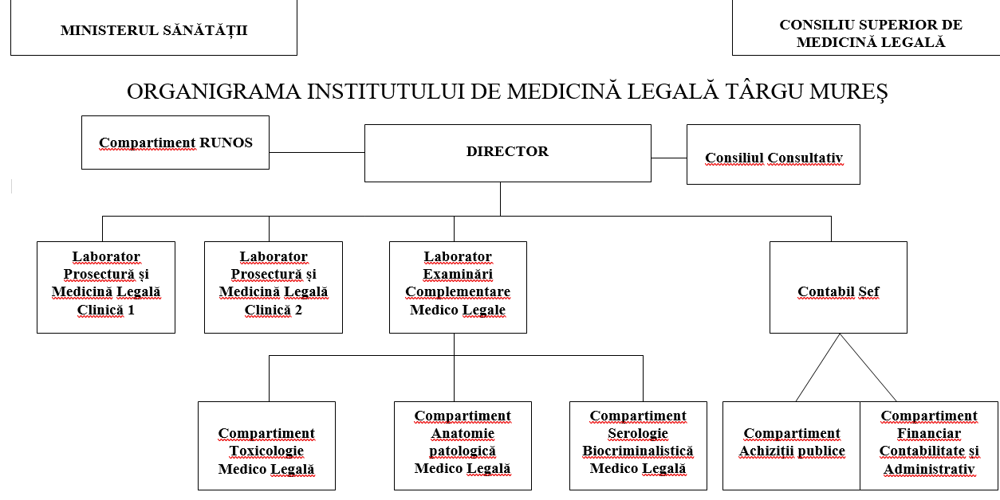 MINISTERUL SĂNĂTĂȚII
CONSILIU SUPERIOR DE
MEDICINĂ LEGALĂ
ORGANIGRAMA INSTITUTULUI DE MEDICINĂ LEGALĂ TÂRGU MUREŞ
Compartiment RUNOS
DIRECTOR
Consiliul Consultativ
Laborator
Prosectură și
Medicină Legală
Clinică 1
Laborator
Prosectură și
Medicină Legală
Clinică 2
Laborator
Examinări
Complementare
Medico Legale
Contabil Sef
Compartiment
Toxicologie
Medico Legală
Compartiment
Anatomie
patologică
Medico Legală
Compartiment
Serologie
Biocriminalistică
Medico Legală
Compartiment
Achiziții publice
Compartiment
Financiar
Contabilitate si
Administrativ